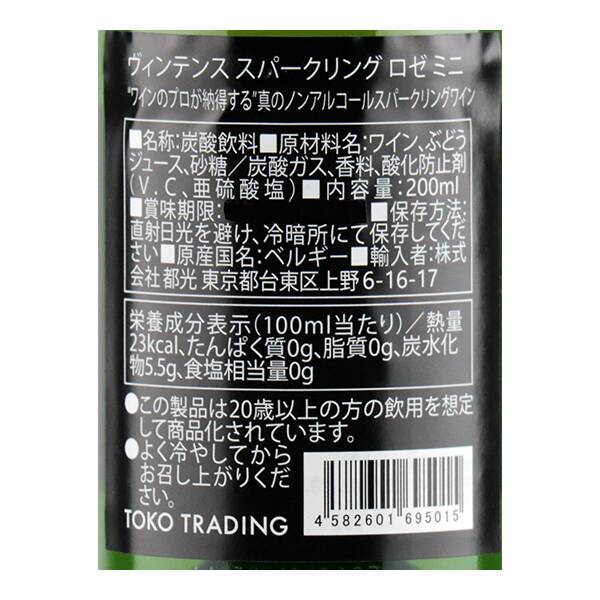 ヴィンテンス スパークリング ロゼ ミニ
"ワインのプロが納得する"真のノンアルコールスパークリングワイン
■名称:炭酸飲料■原材料名:ワイン、ぶどう
ジュース、砂糖／炭酸ガス、香料、酸化防止剤
(V.C、亜硫酸塩)■内容量:200ml
■賞味期限: ■保存方法:
直射日光を避け、冷暗所にて保存してくだ
さい■原産国名:ベルギー■輸入者:株式
会社 都光 東京都台東区上野6-16-17
栄養成分表示(100ml当たり)／熱量
23kcal、たんぱく質0g、脂質0g、炭水化
物5.5g、食塩相当量0g
●この製品は20歳以上の方の飲用を想定
して商品化されています。
●よく冷やしてから
お召し上がりくだ
さい。
TOKO TRADING
4 582601 695015